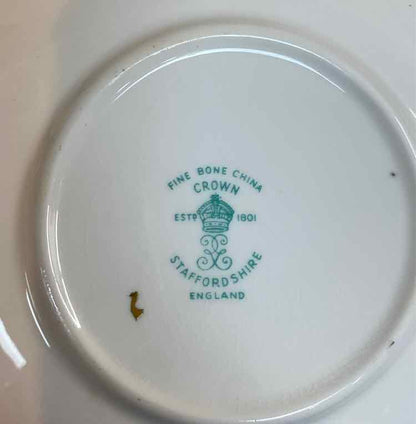 FINE BONE CHINA
CROWN
ESTD 1801
STAFFORDSHIRE
ENGLAND